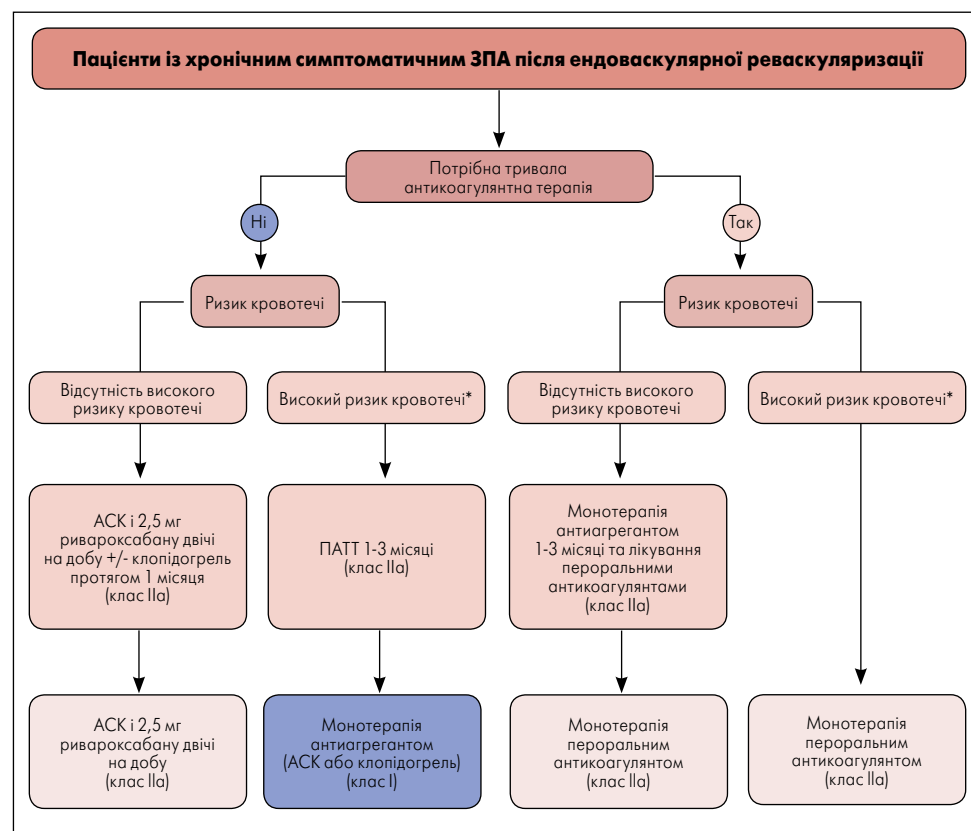 Пацієнти із хронічним симптоматичним ЗПА після ендоваскулярної реваскуляризації
Потрібна тривала
антикоагулянтна терапія
Ні
Так
Ризик кровотечі
Ризик кровотечі
Відсутність високого
ризику кровотечі
Високий ризик кровотечі*
Відсутність високого
ризику кровотечі
Високий ризик кровотечі*
АСК і 2,5 мг
ривароксабану двічі
на добу +/- клопідогрель
протягом 1 місяця
(клас IIa)
ПАТТ 1-3 місяці
(клас IIa)
Монотерапія
антиагрегантом
1-3 місяці та лікування
пероральними
антикоагулянтами
(клас IIa)
АСК і 2,5 мг
ривароксабану двічі
на добу
(клас IIa)
Монотерапія
антиагрегантом
(АСК або клопідогрель)
(клас I)
Монотерапія
пероральним
антикоагулянтом
(клас IIa)
Монотерапія
пероральним
антикоагулянтом
(клас IIa)